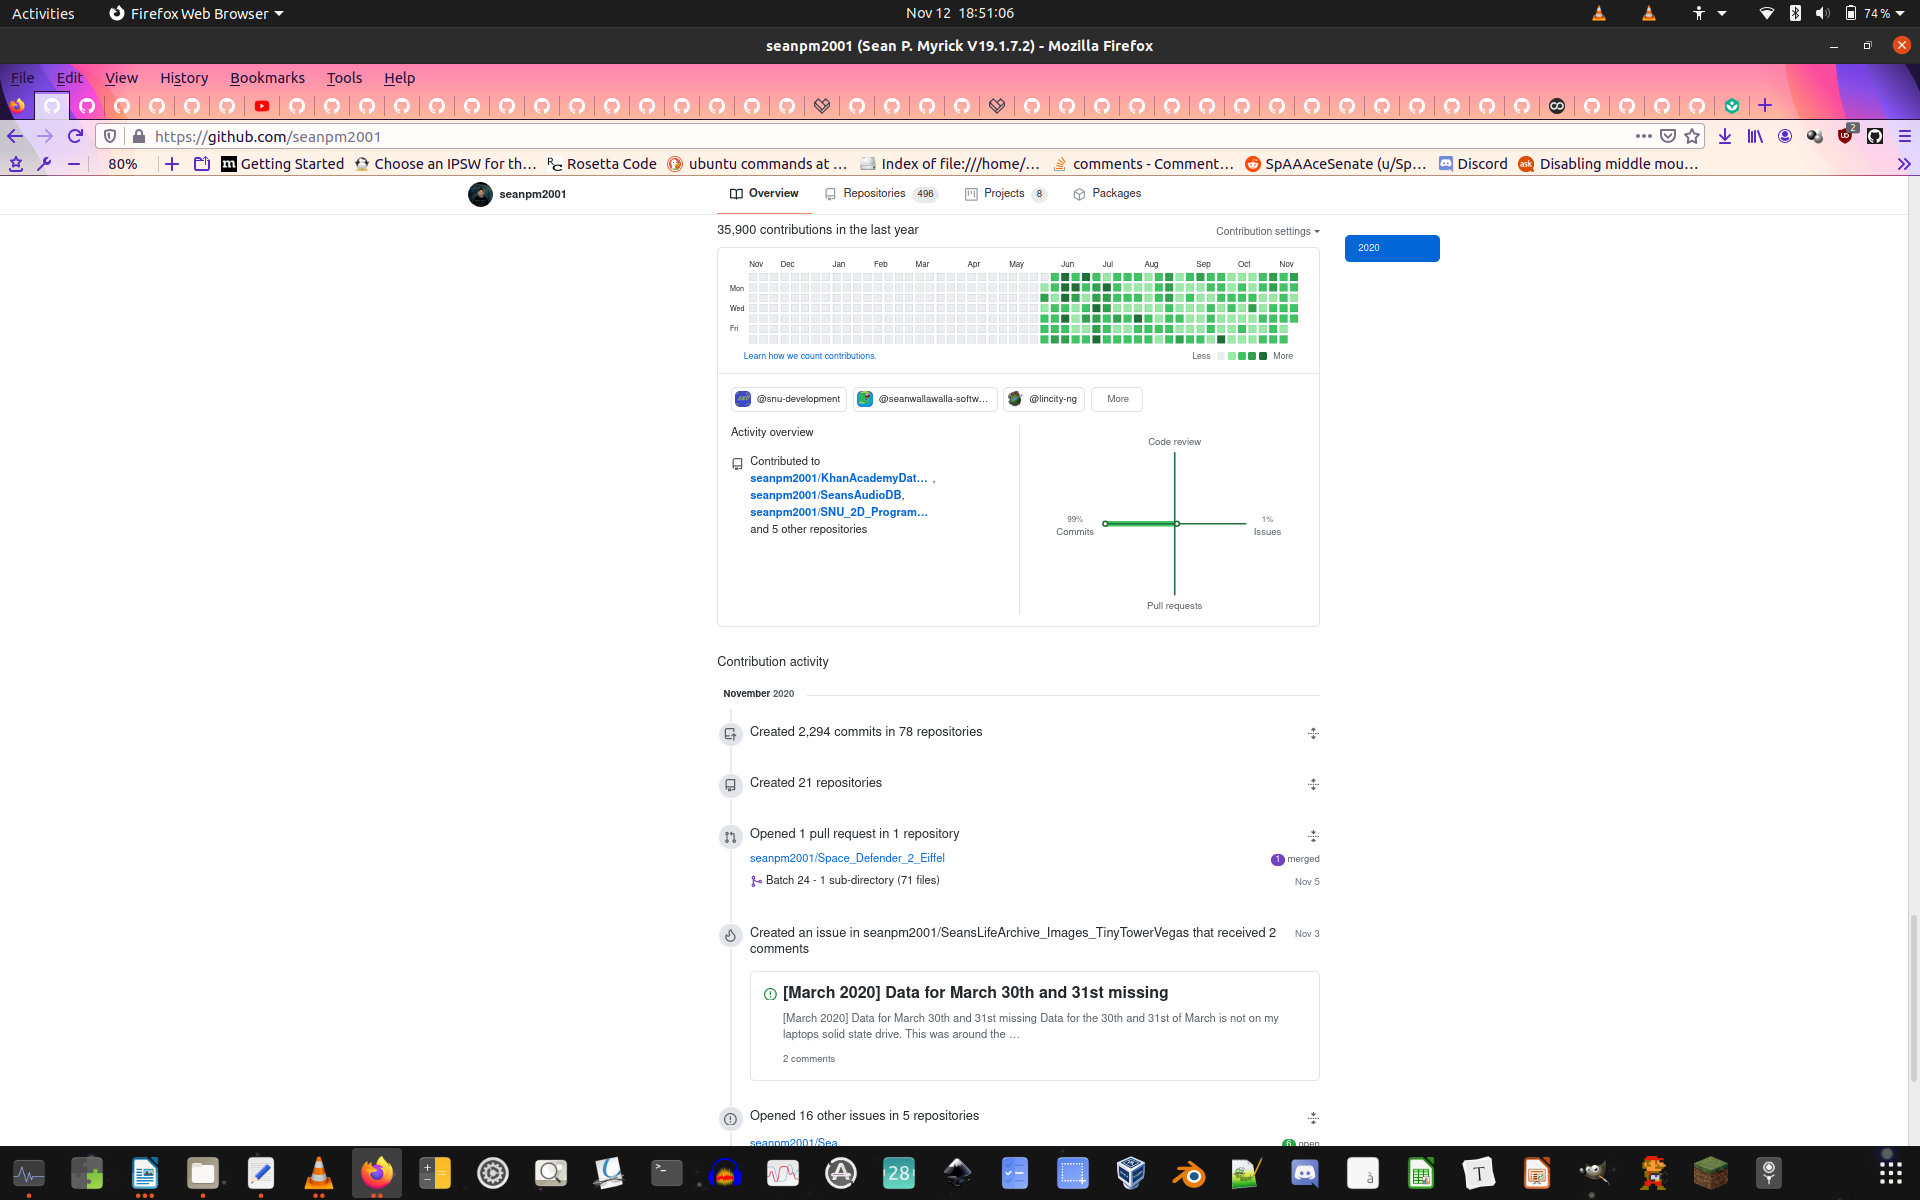 Activities
Firefox Web Browser
Nov 12 18:51:06
74 %
seanpm2001 (Sean P. Myrick V19.1.7.2) - Mozilla Firefox
File Edit View History Bookmarks Tools Help
https://github.com/seanpm2001
2
80%
Getting Started
Choose an IPSW for th…
Rosetta Code
ubuntu commands at …
Index of file:///home/…
comments - Comment…
SpAAAceSenate (u/Sp…
Discord
Disabling middle mou…
seanpm2001
Overview
Repositories 496
Projects 8
Packages
35,900 contributions in the last year
Contribution settings
2020
Nov Dec Jan Feb Mar Apr May Jun Jul Aug Sep Oct Nov
Mon
Wed
Fri
Learn how we count contributions.
Less More
@snu-development
@seanwallawalla-softw…
@lincity-ng
More
Activity overview
Contributed to
seanpm2001/KhanAcademyDat… ,
seanpm2001/SeansAudioDB,
seanpm2001/SNU_2D_Program…
and 5 other repositories
Code review
99%
Commits
1%
Issues
Pull requests
Contribution activity
November 2020
Created 2,294 commits in 78 repositories
Created 21 repositories
Opened 1 pull request in 1 repository
seanpm2001/Space_Defender_2_Eiffel
1 merged
Batch 24 - 1 sub-directory (71 files)
Nov 5
Created an issue in seanpm2001/SeansLifeArchive_Images_TinyTowerVegas that received 2
comments
Nov 3
[March 2020] Data for March 30th and 31st missing
[March 2020] Data for March 30th and 31st missing Data for the 30th and 31st of March is not on my
laptops solid state drive. This was around the …
2 comments
Opened 16 other issues in 5 repositories
seanpm2001/Sea
open
28